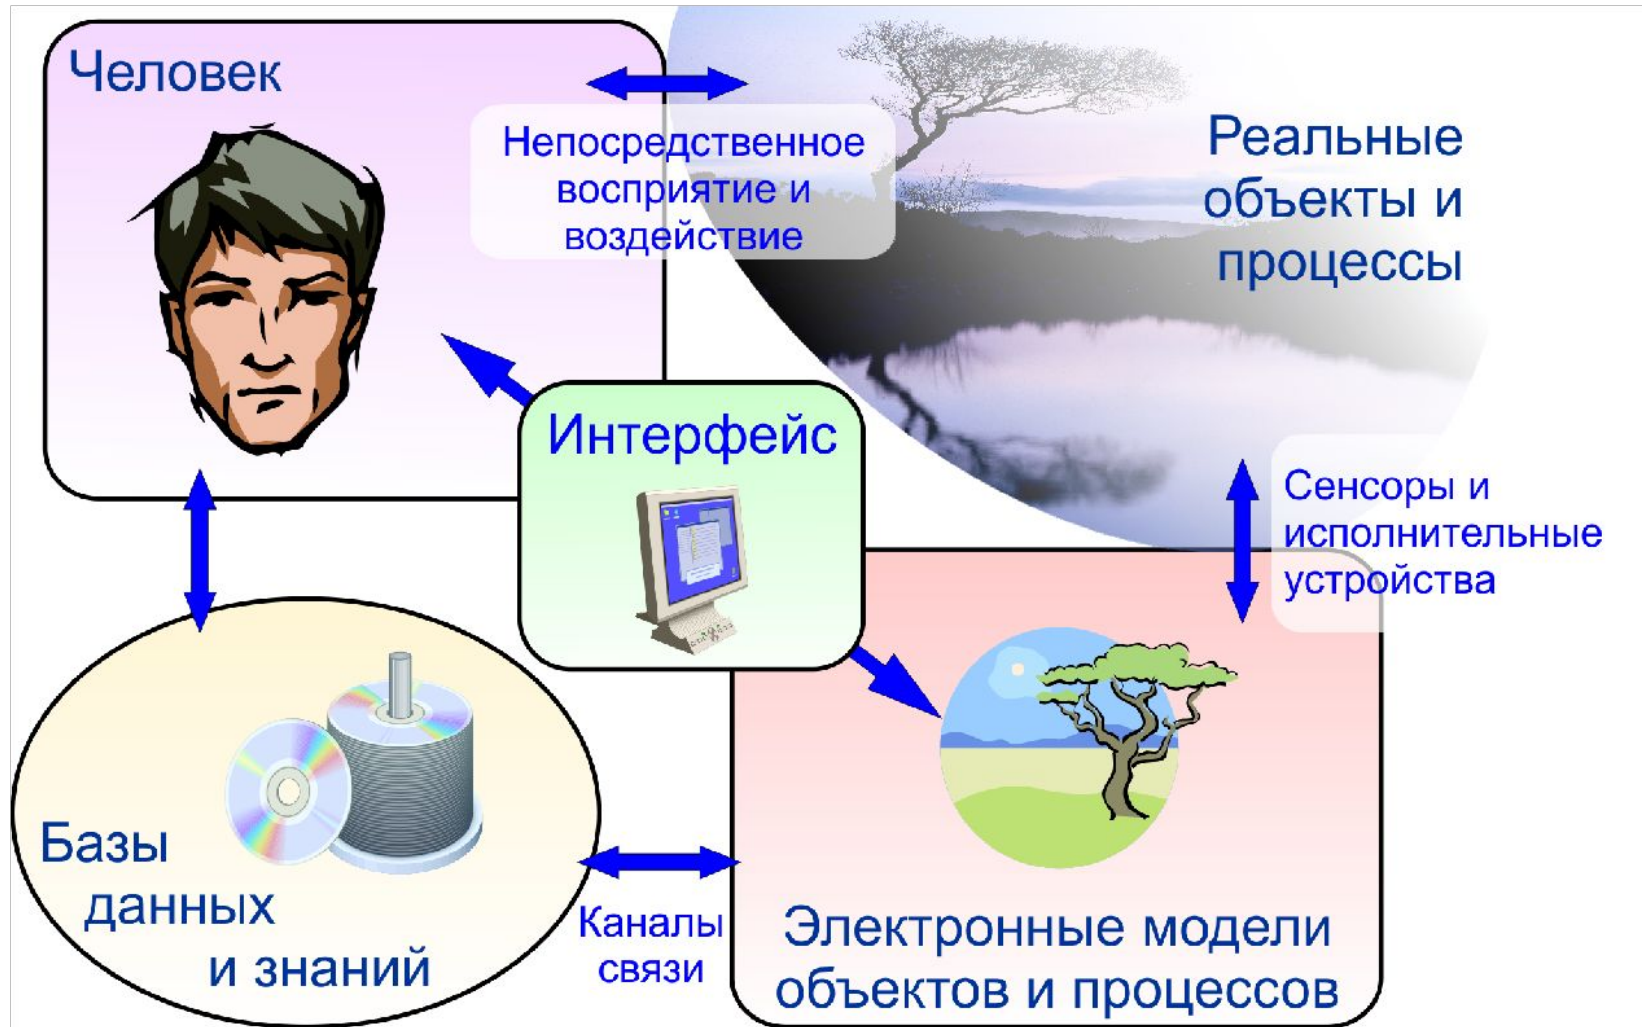 Человек
Непосредственное
восприятие и
воздействие
Реальные
объекты и
процессы
Интерфейс
Сенсоры и
исполнительные
устройства
Базы
данных
и знаний
Каналы
связи
Электронные модели
объектов и процессов